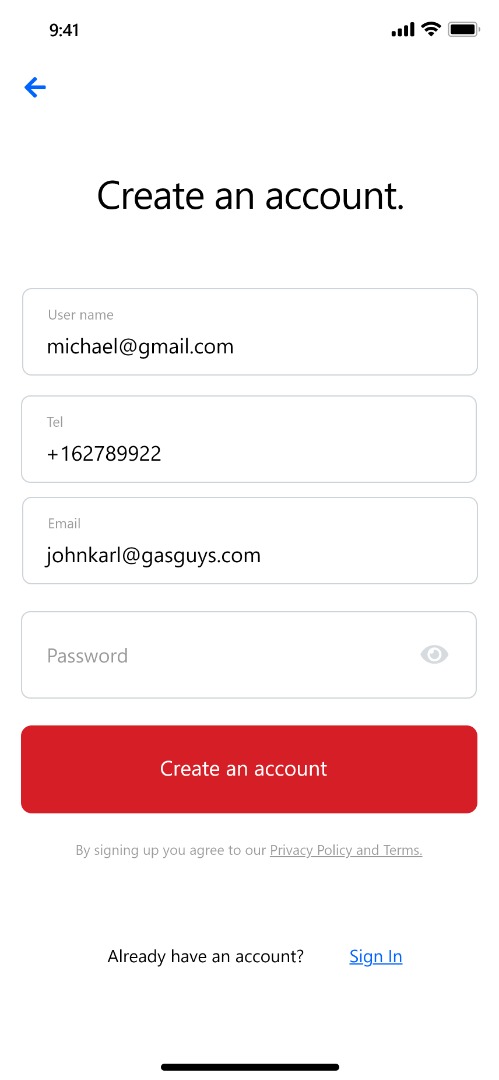 9:41
Create an account.
User name
michael@gmail.com
Tel
+162789922
Email
johnkarl@gasguys.com
Password
Create an account
By signing up you agree to our Privacy Policy and Terms.
Already have an account? Sign In